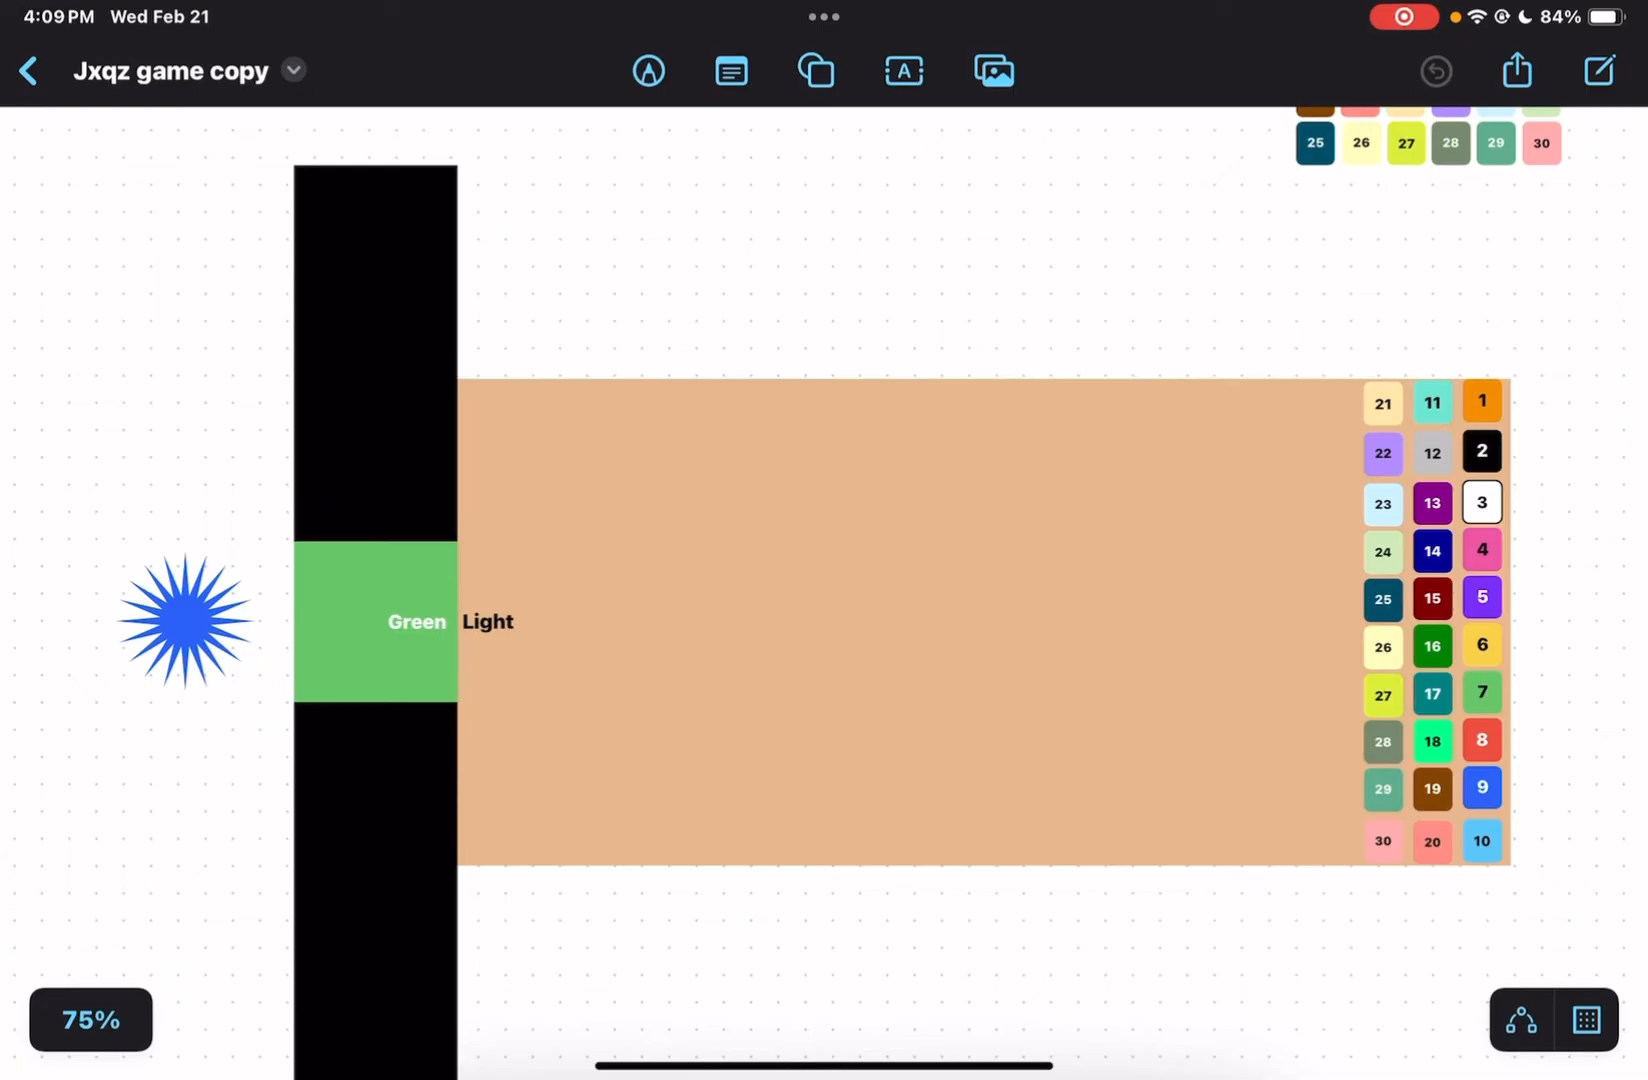 4:09 PM Wed Feb 21
84%
Jxqz game copy
A
25 26 27 28 29 30
21 11 1
22 12 2
23 13 3
24 14 4
25 15 5
Green Light
26 16 6
27 17 7
28 18 8
29 19 9
30 20 10
75%